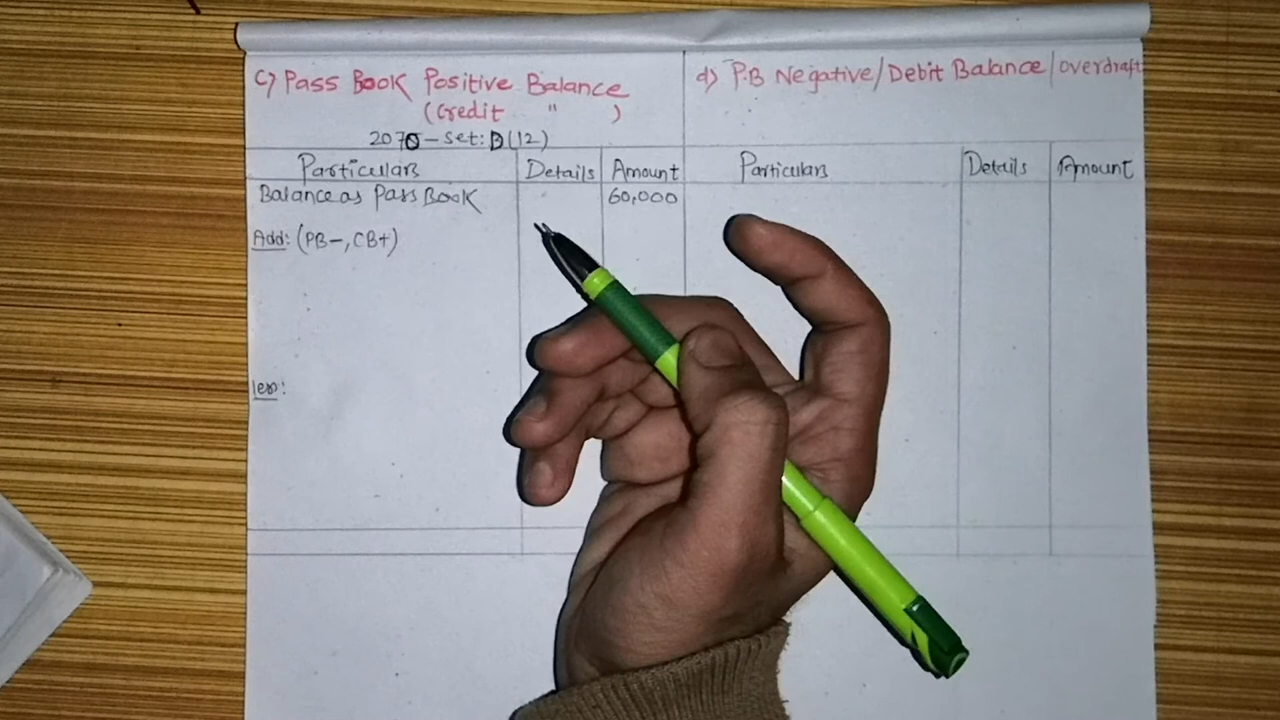 c) Pass Book Positive Balance
(Credit " )
2070 - set: D (12)
Particulars Details Amount
Balance as Pass Book 60,000
Add: (PB-, CB+)
les:
d) P.B Negative/Debit Balance/overdraft
Particulars Details Amount